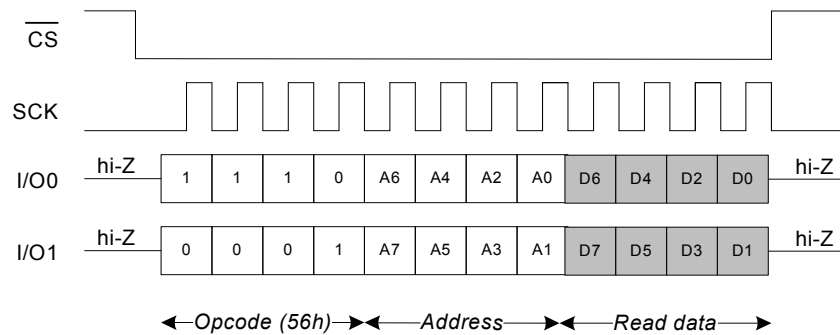 CS
SCK
hi-Z hi-Z
I/O0 1 1 1 0 A6 A4 A2 A0 D6 D4 D2 D0
hi-Z hi-Z
I/O1 0 0 0 1 A7 A5 A3 A1 D7 D5 D3 D1
Opcode (56h) Address Read data